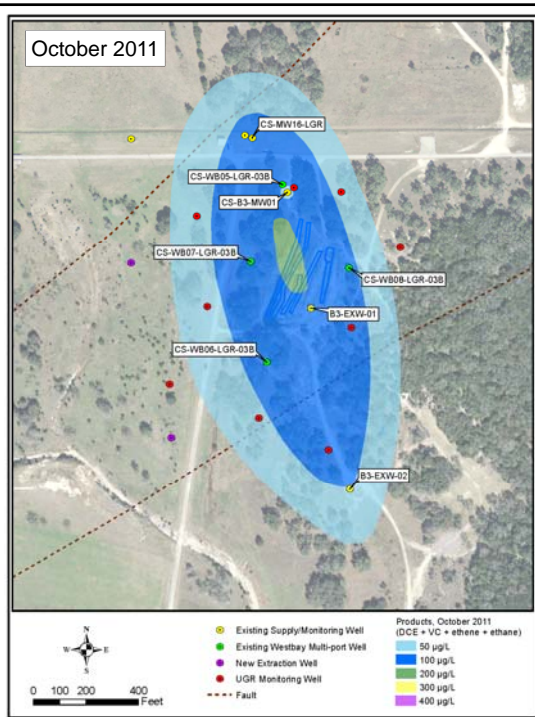 October 2011
CS-MW16-LGR
CS-WB05-LGR-03B
CS-B3-MW01
CS-WB07-LGR-03B
CS-WB08-LGR-03B
B3-EXW-01
CS-WB06-LGR-03B
B3-EXW-02
N
W E
S
0 100 200 400
Feet
Existing Supply/Monitoring Well
Existing Westbay Multi-port Well
New Extraction Well
UGR Monitoring Well
Fault
Products, October 2011
(DCE + VC + ethene + ethane)
50 µg/L
100 µg/L
200 µg/L
300 µg/L
400 µg/L